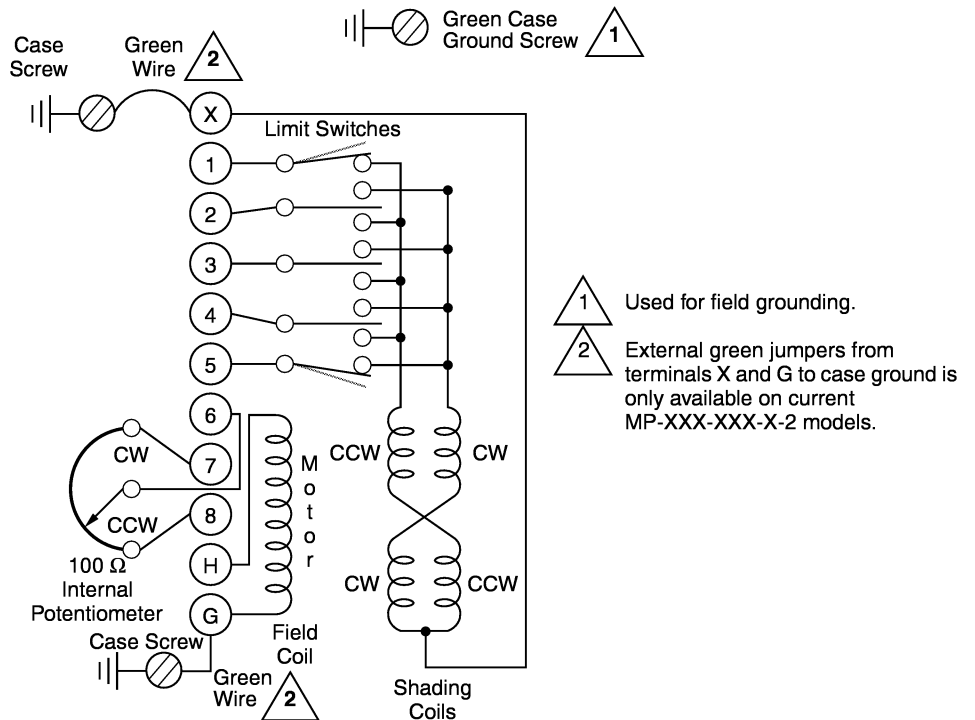 Green Case
Ground Screw
1
Case
Screw
Green
Wire
2
X
Limit Switches
1
2
3
4
5
6
7
8
H
G
CW
CCW
100 Ω
Internal
Potentiometer
Motor
CCW
CW
CW
CCW
Case Screw
Green
Wire
2
Field
Coil
Shading
Coils
1
Used for field grounding.
2
External green jumpers from
terminals X and G to case ground is
only available on current
MP-XXX-XXX-X-2 models.